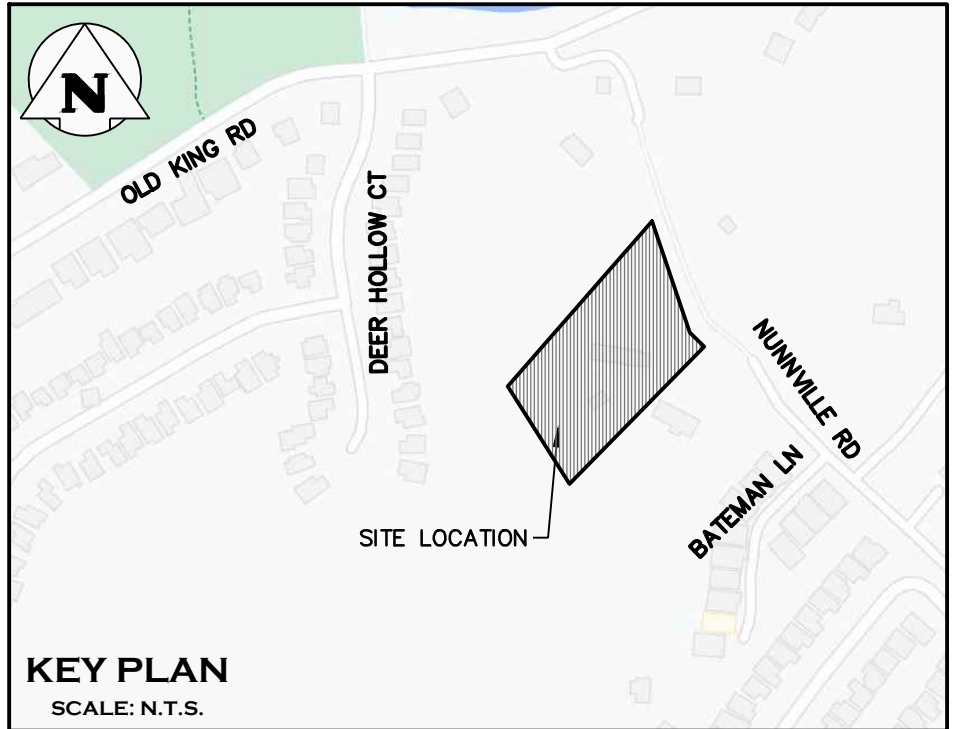 N
OLD KING RD
DEER HOLLOW CT
NUNNVILLE RD
BATEMAN LN
SITE LOCATION
KEY PLAN
SCALE: N.T.S.